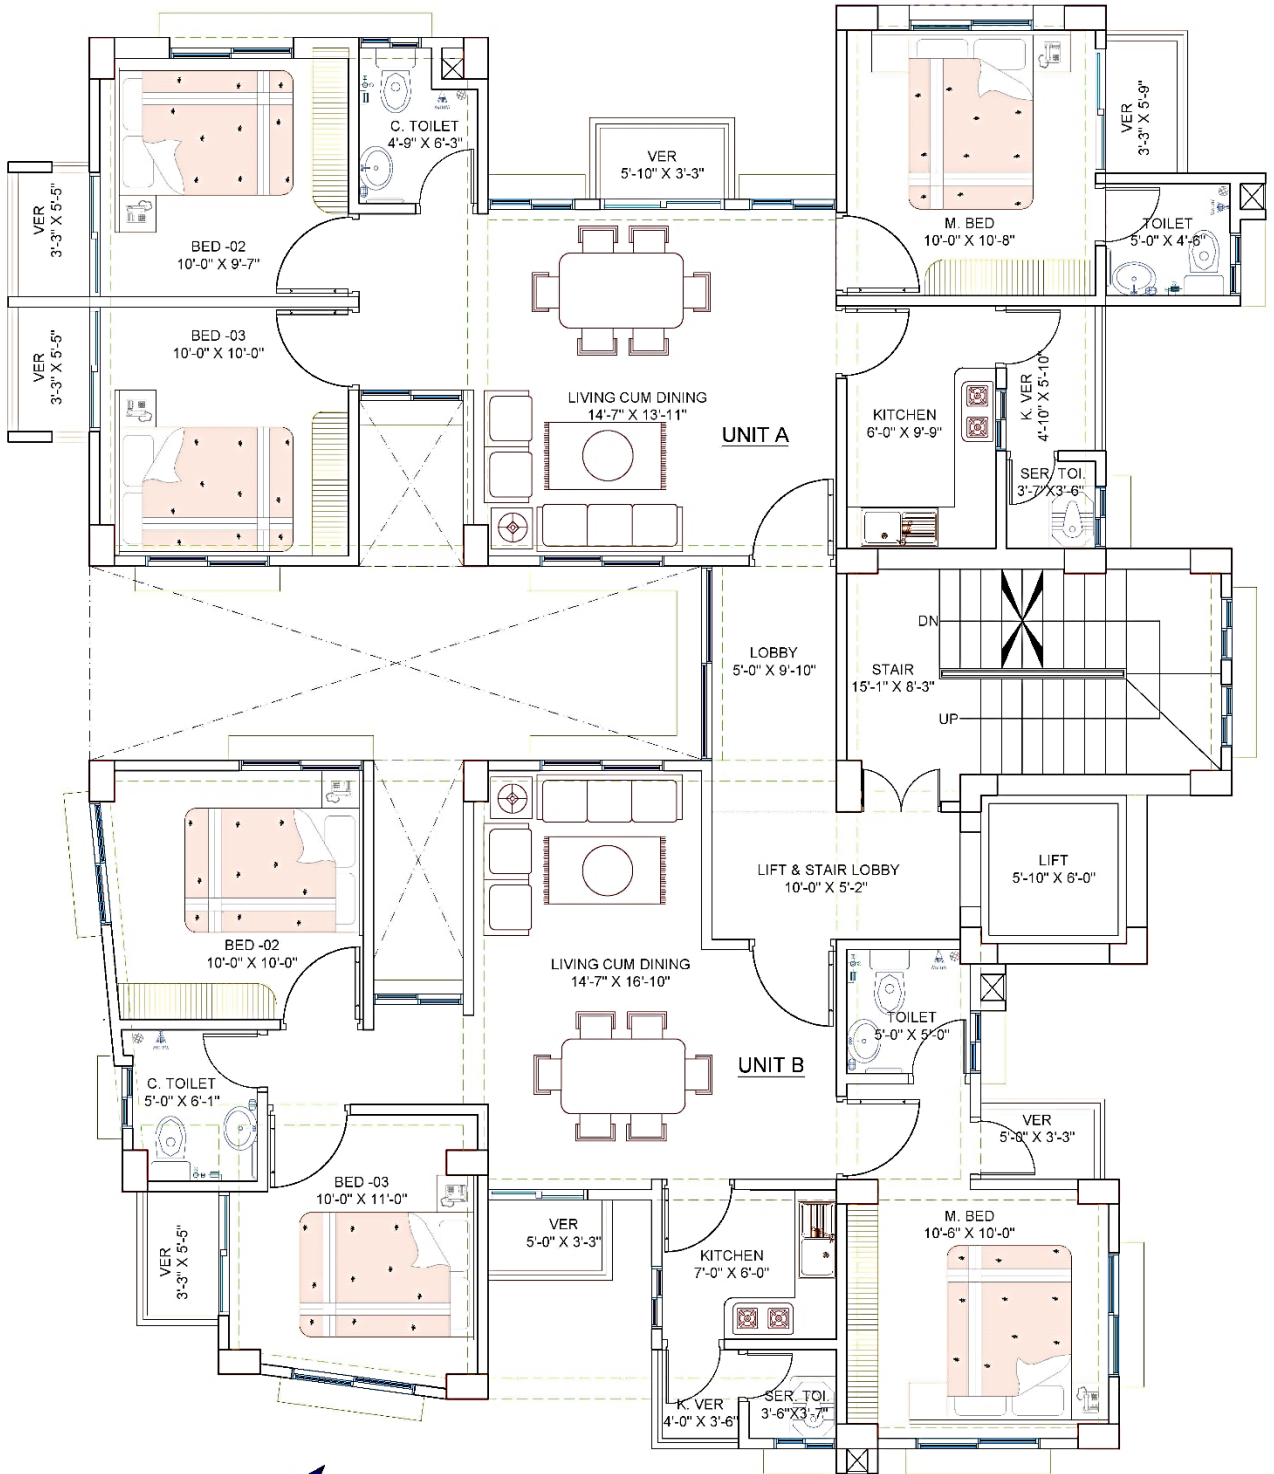 C. TOILET
4'-9" X 6'-3"
VER
5'-10" X 3'-3"
VER
3'-3" X 5'-9"
VER
3'-3" X 5'-5"
BED -02
10'-0" X 9'-7"
M. BED
10'-0" X 10'-8"
TOILET
5'-0" X 4'-6"
VER
3'-3" X 5'-5"
BED -03
10'-0" X 10'-0"
LIVING CUM DINING
14'-7" X 13'-11"
UNIT A
KITCHEN
6'-0" X 9'-9"
K. VER
4'-10" X 5'-10"
SER. TOI.
3'-7"X3'-6"
LOBBY
5'-0" X 9'-10"
DN
STAIR
15'-1" X 8'-3"
UP
LIFT & STAIR LOBBY
10'-0" X 5'-2"
LIFT
5'-10" X 6'-0"
BED -02
10'-0" X 10'-0"
LIVING CUM DINING
14'-7" X 16'-10"
TOILET
5'-0" X 5'-0"
UNIT B
C. TOILET
5'-0" X 6'-1"
VER
5'-0" X 3'-3"
BED -03
10'-0" X 11'-0"
VER
3'-3" X 5'-5"
VER
5'-0" X 3'-3"
KITCHEN
7'-0" X 6'-0"
M. BED
10'-6" X 10'-0"
K. VER
4'-0" X 3'-6"
SER. TOI.
3'-6"X3'-7"